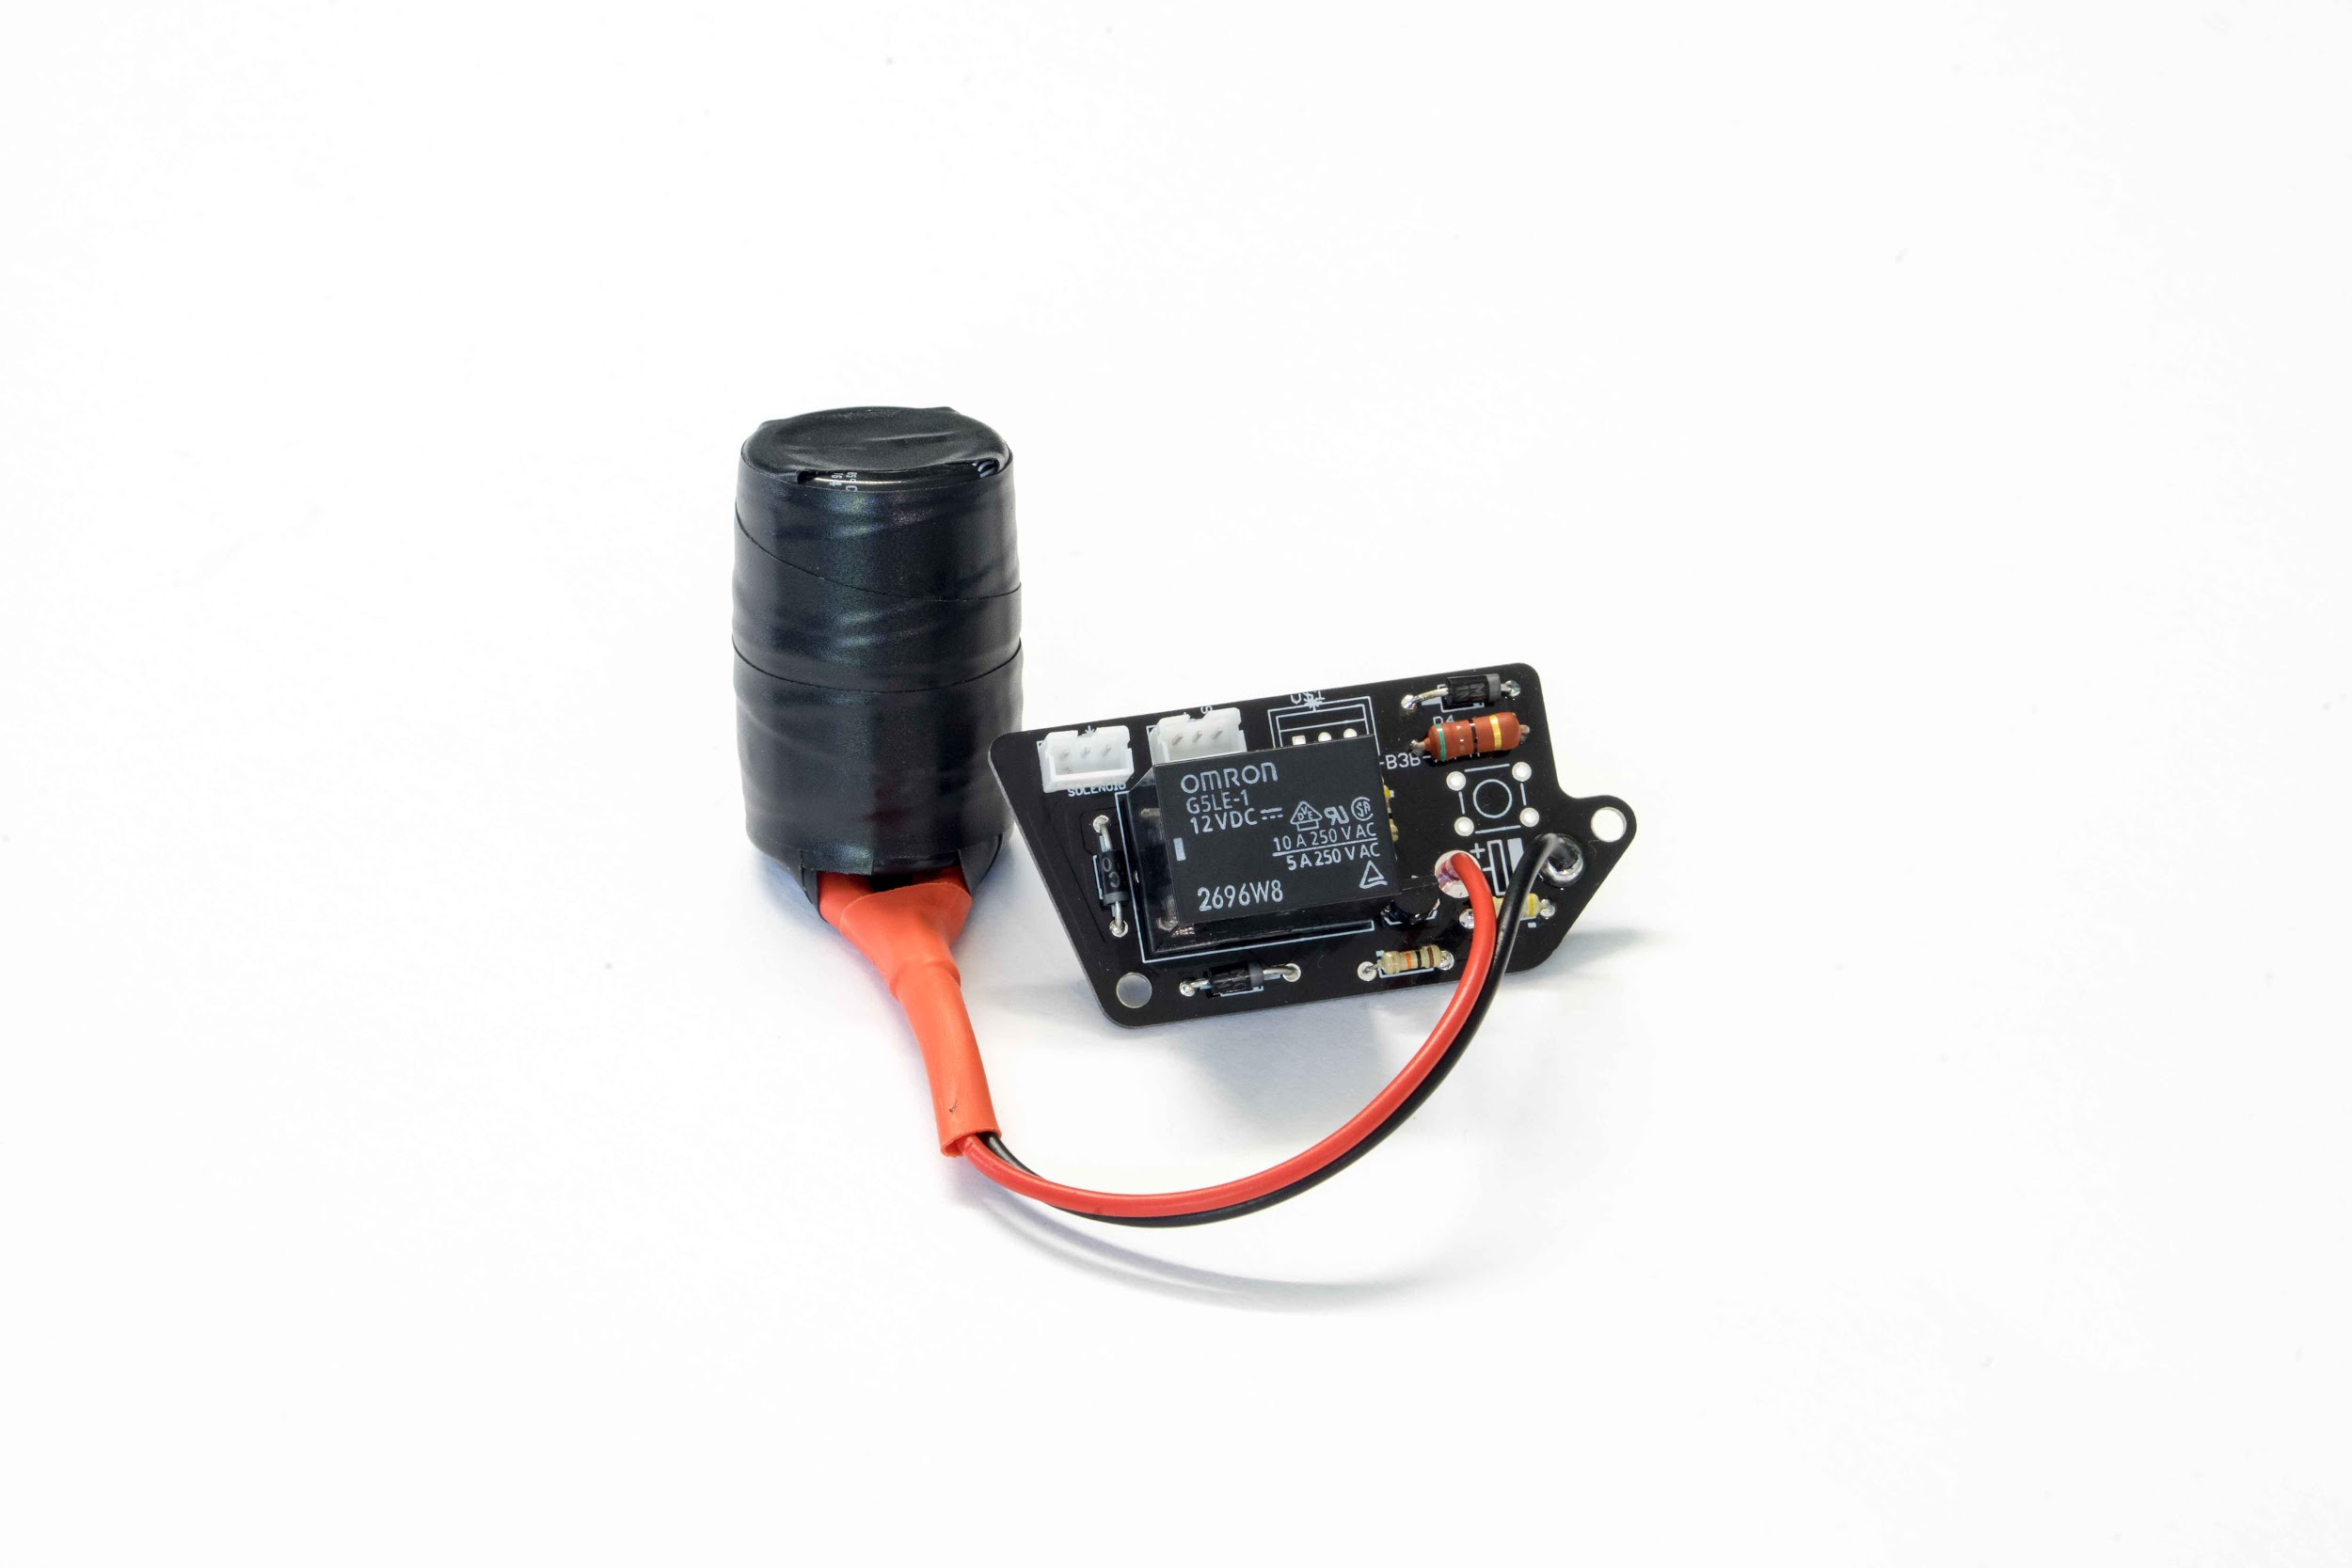 SOLENOID
OMRON
G5LE-1
12VDC
10 A 250 V AC
5 A 250 V AC
2696W8
-B3B-
+